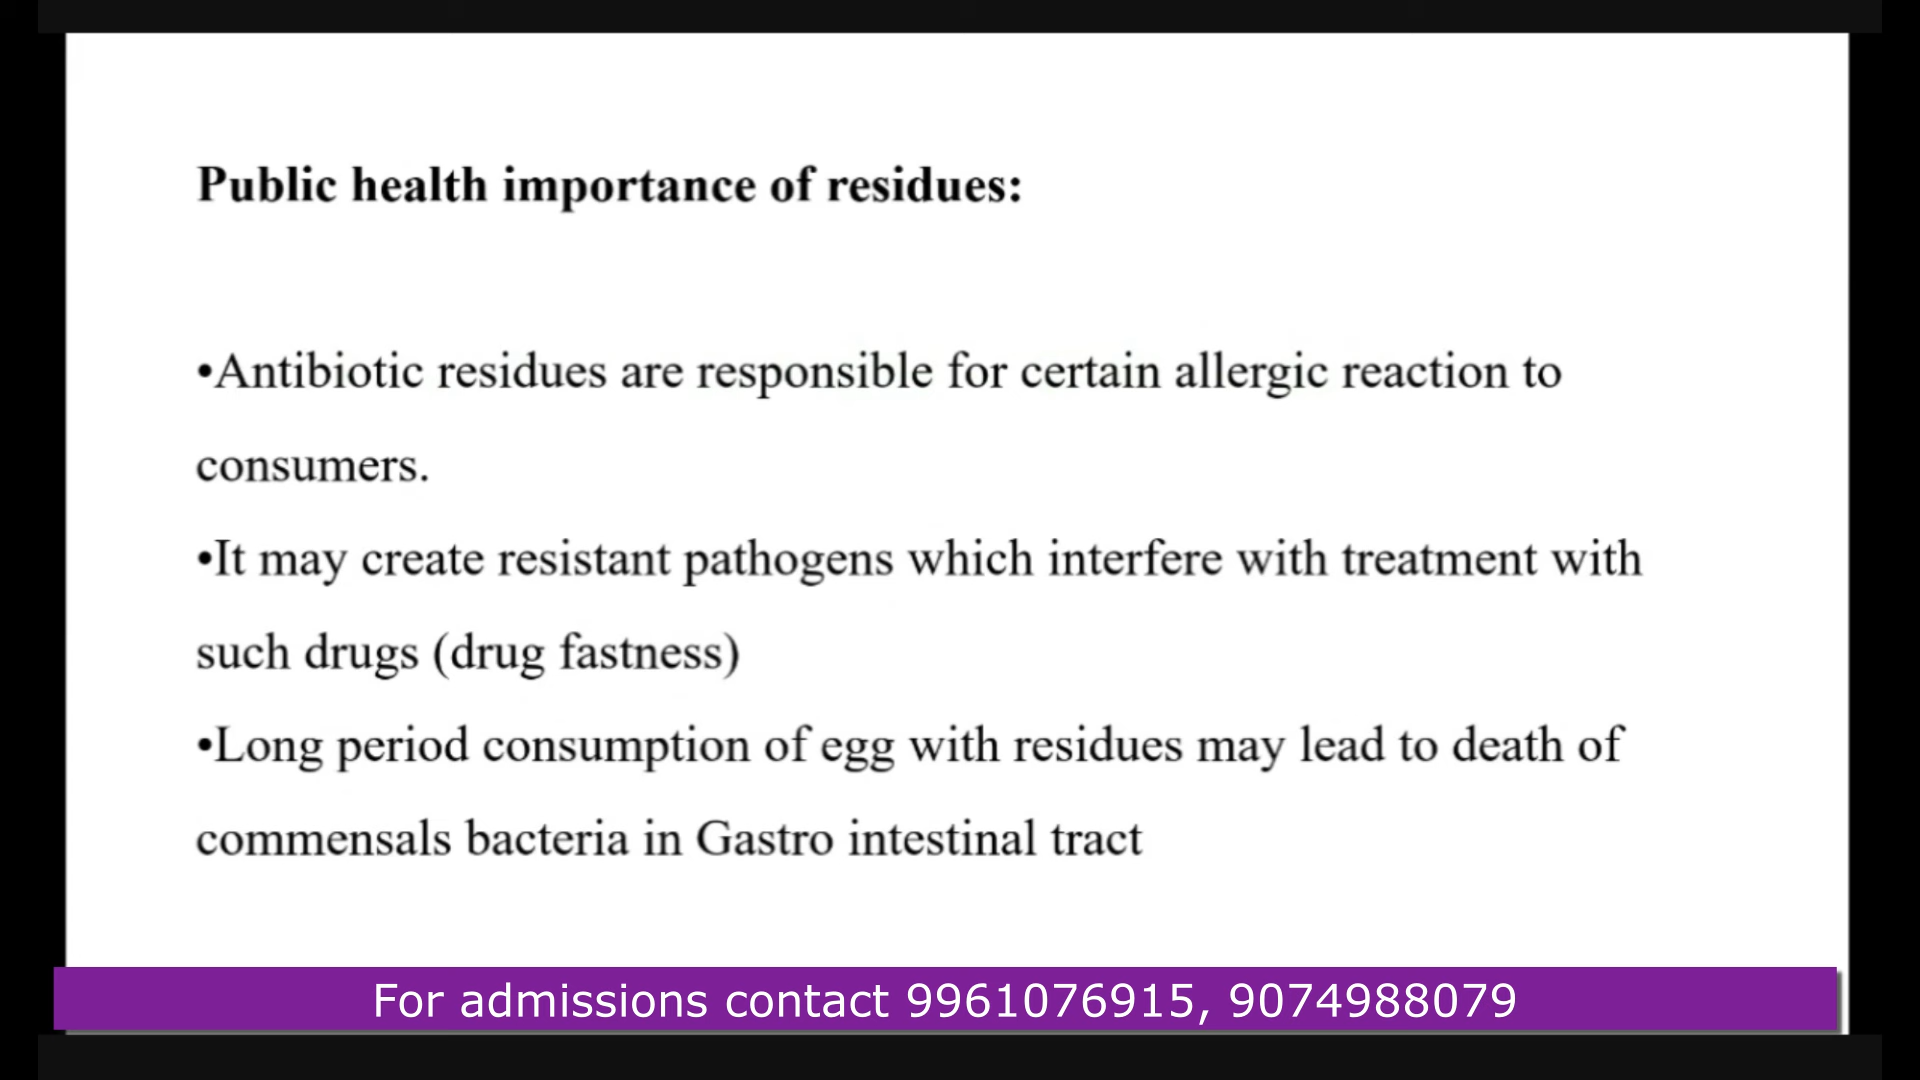 Public health importance of residues:
•Antibiotic residues are responsible for certain allergic reaction to
consumers.
•It may create resistant pathogens which interfere with treatment with
such drugs (drug fastness)
•Long period consumption of egg with residues may lead to death of
commensals bacteria in Gastro intestinal tract
For admissions contact 9961076915, 9074988079